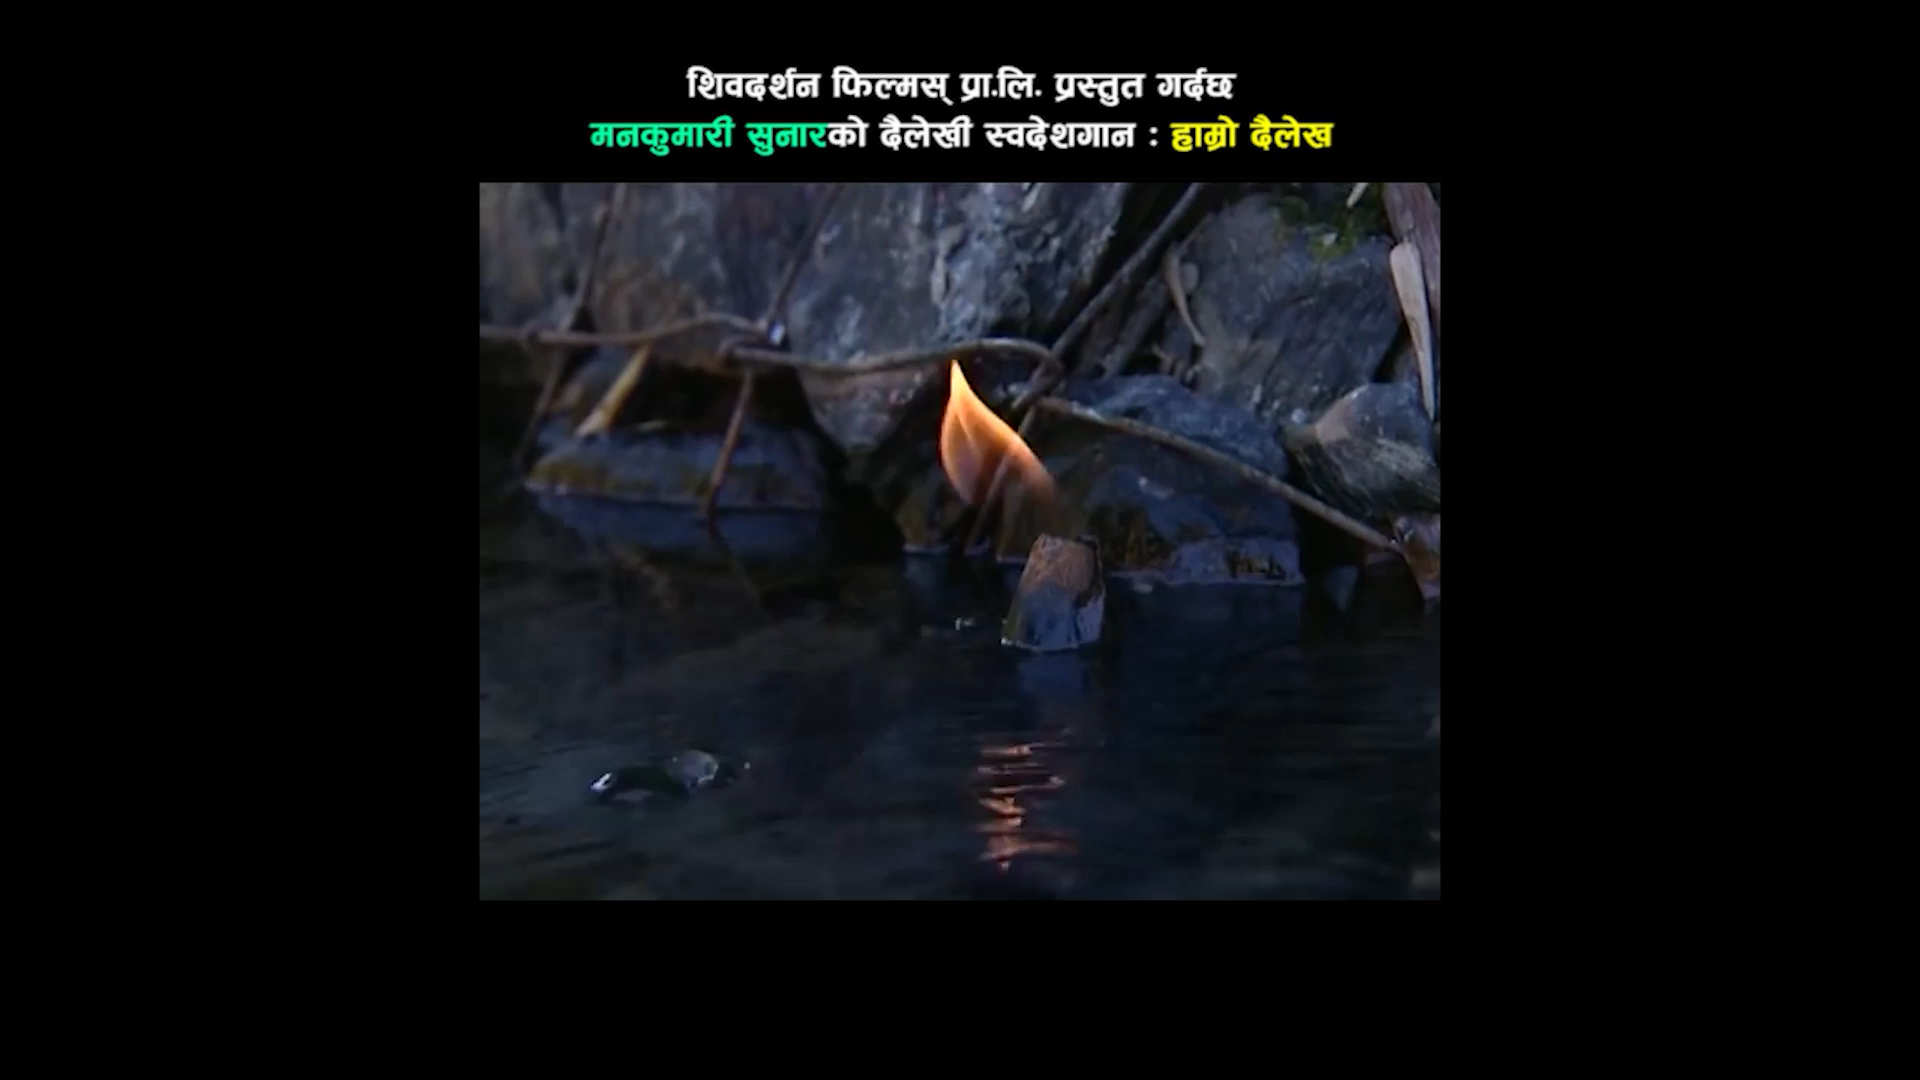 शिवदर्शन फिल्मस् प्रा.लि. प्रस्तुत गर्दछ
मनकुमारी सुनारको दैलेखी स्वदेशगान : हाम्रो दैलेख